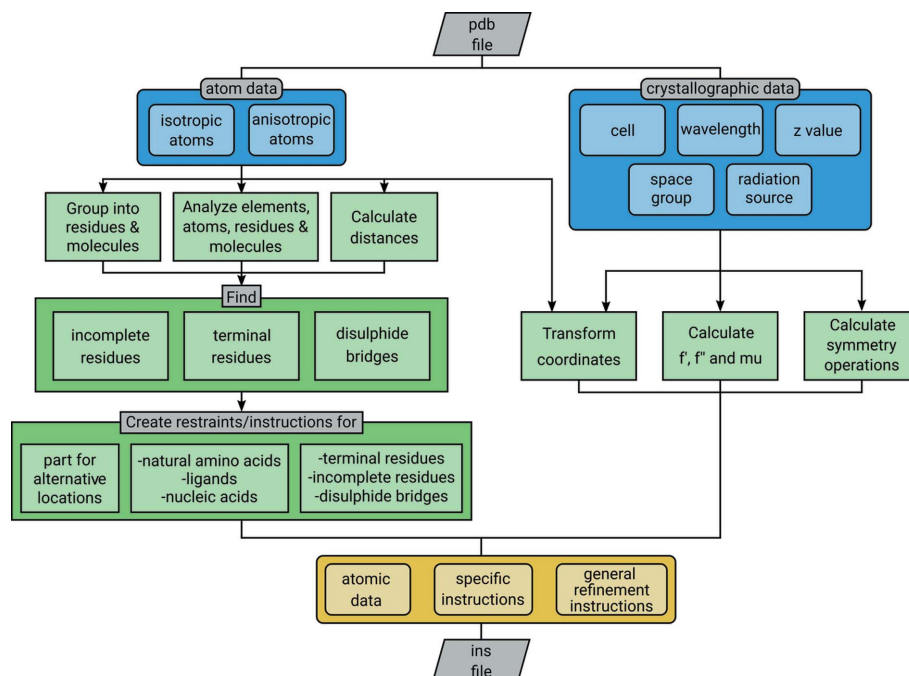 pdb
file
atom data
isotropic
atoms
anisotropic
atoms
crystallographic data
cell
wavelength
z value
space
group
radiation
source
Group into
residues &
molecules
Analyze elements,
atoms, residues &
molecules
Calculate
distances
Find
incomplete
residues
terminal
residues
disulphide
bridges
Transform
coordinates
Calculate
f', f" and mu
Calculate
symmetry
operations
Create restraints/instructions for
part for
alternative
locations
-natural amino acids
-ligands
-nucleic acids
-terminal residues
-incomplete residues
-disulphide bridges
atomic
data
specific
instructions
general
refinement
instructions
ins
file